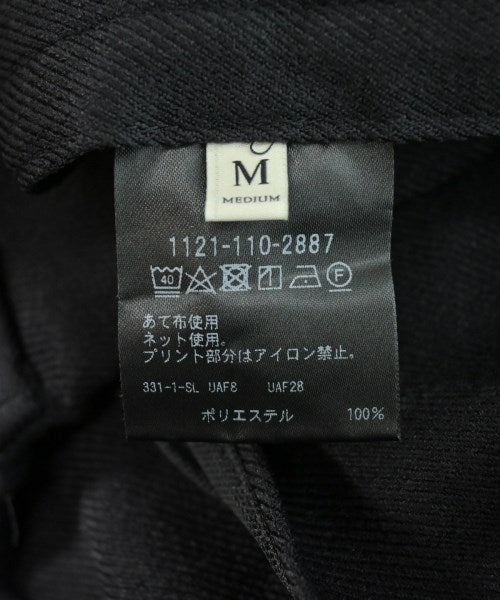 M
MEDIUM
1121-110-2887
40 F
あて布使用
ネット使用。
プリント部分はアイロン禁止。
331-1-SL UAF8 UAF28
ポリエステル 100%